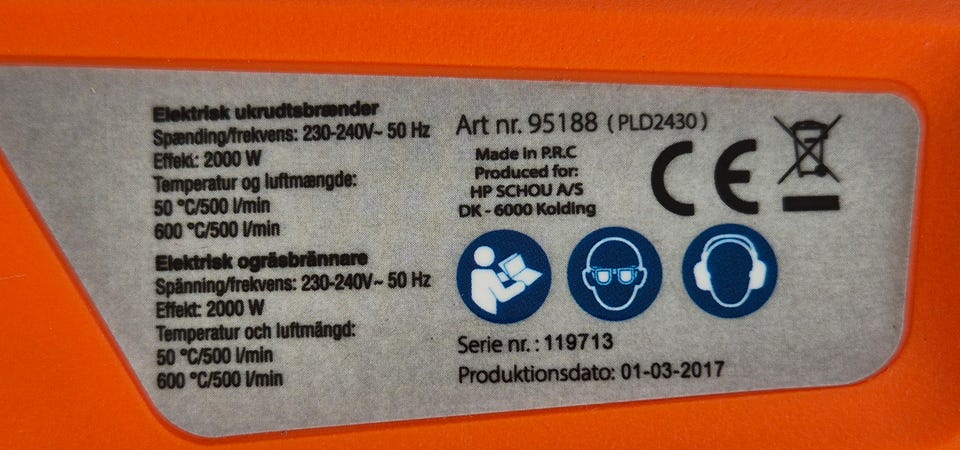 Elektrisk ukrudtsbrænder
Spænding/frekvens: 230-240V~ 50 Hz
Effekt: 2000 W
Temperatur og luftmængde:
50 °C/500 l/min
600 °C/500 l/min
Elektrisk ogräsbrännare
Spänning/frekvens: 230-240V~ 50 Hz
Effekt: 2000 W
Temperatur och luftmängd:
50 °C/500 l/min
600 °C/500 l/min
Art nr. 95188 ( PLD2430 )
Made in P.R.C
Produced for:
HP SCHOU A/S
DK - 6000 Kolding
CE
Serie nr. : 119713
Produktionsdato: 01-03-2017